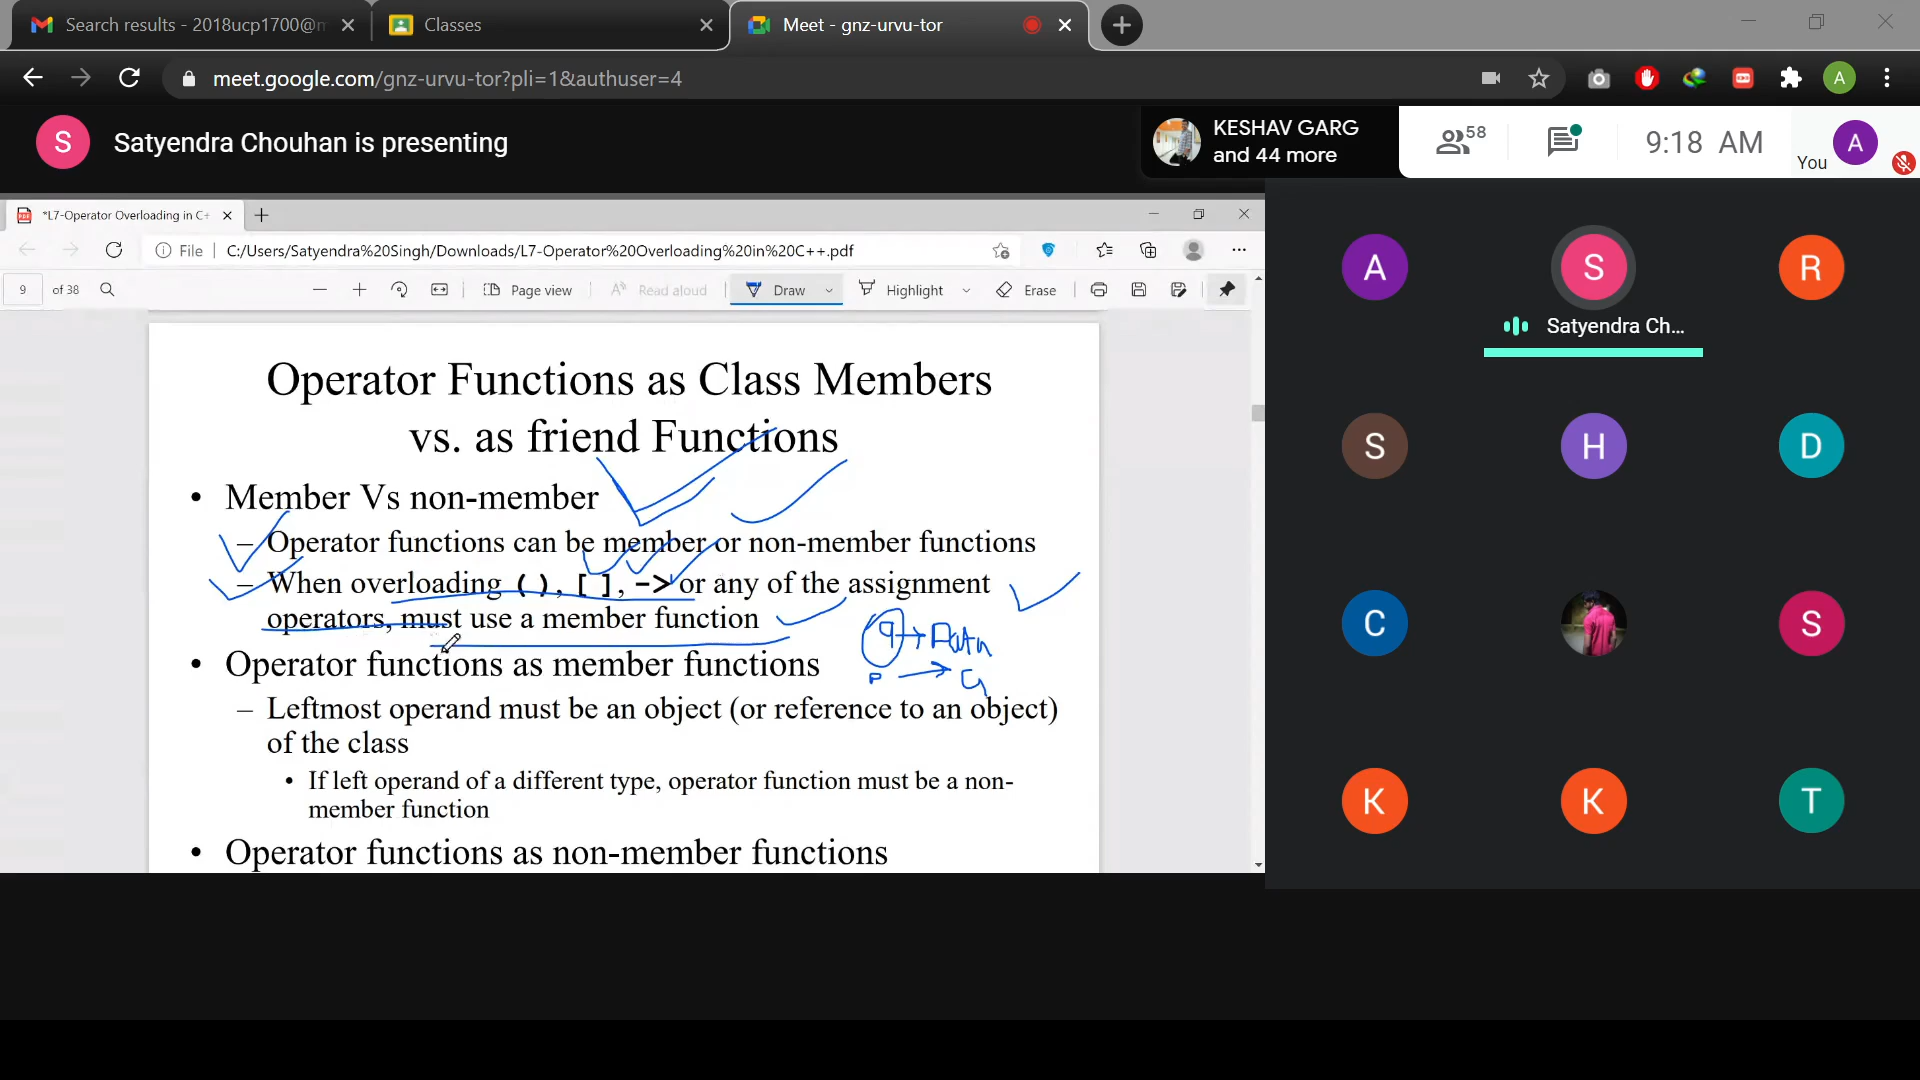 Search results - 2018ucp1700@m
Classes
Meet - gnz-urvu-tor
meet.google.com/gnz-urvu-tor?pli=1&authuser=4
A
S
Satyendra Chouhan is presenting
KESHAV GARG
and 44 more
58
9:18 AM
You
A
*L7-Operator Overloading in C+
File
C:/Users/Satyendra%20Singh/Downloads/L7-Operator%20Overloading%20in%20C++.pdf
9 of 38
Page view
Read aloud
Draw
Highlight
Erase
Operator Functions as Class Members
vs. as friend Functions
• Member Vs non-member
– Operator functions can be member or non-member functions
– When overloading (), [], -> or any of the assignment
operators, must use a member function
• Operator functions as member functions
– Leftmost operand must be an object (or reference to an object)
of the class
• If left operand of a different type, operator function must be a non-
member function
• Operator functions as non-member functions
A
S
R
Satyendra Ch...
S
H
D
C
S
K
K
T